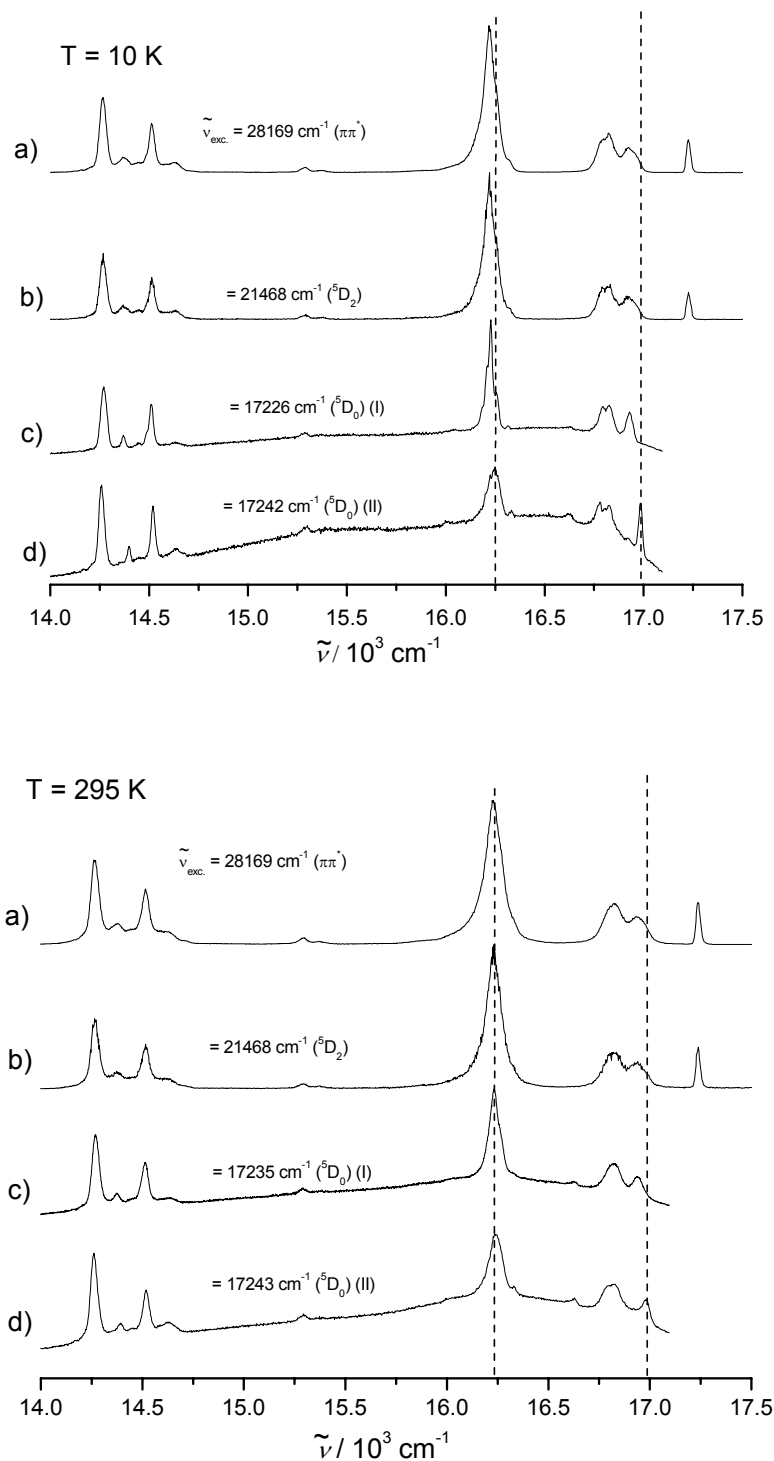 T = 10 K
ν̃exc. = 28169 cm⁻¹ (ππ*)
a)
= 21468 cm⁻¹ (⁵D₂)
b)
= 17226 cm⁻¹ (⁵D₀) (I)
c)
= 17242 cm⁻¹ (⁵D₀) (II)
d)
14.0 14.5 15.0 15.5 16.0 16.5 17.0 17.5
ν̃ / 10³ cm⁻¹
T = 295 K
ν̃exc. = 28169 cm⁻¹ (ππ*)
a)
= 21468 cm⁻¹ (⁵D₂)
b)
= 17235 cm⁻¹ (⁵D₀) (I)
c)
= 17243 cm⁻¹ (⁵D₀) (II)
d)
14.0 14.5 15.0 15.5 16.0 16.5 17.0 17.5
ν̃ / 10³ cm⁻¹